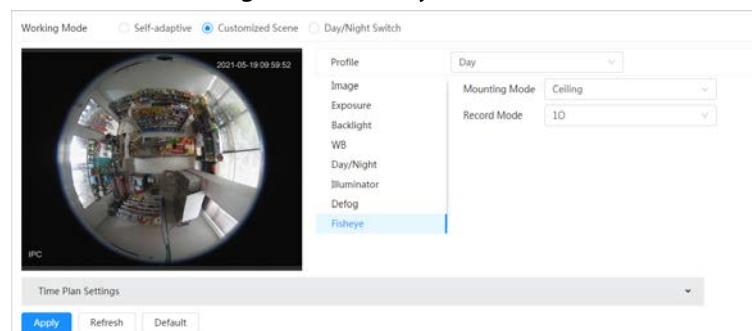 Working Mode Self-adaptive Customized Scene Day/Night Switch
2021-05-19 09:59:52
IPC
Profile Day
Image
Exposure
Backlight
WB
Day/Night
Illuminator
Defog
Fisheye
Mounting Mode Ceiling
Record Mode 1O
Time Plan Settings
Apply Refresh Default